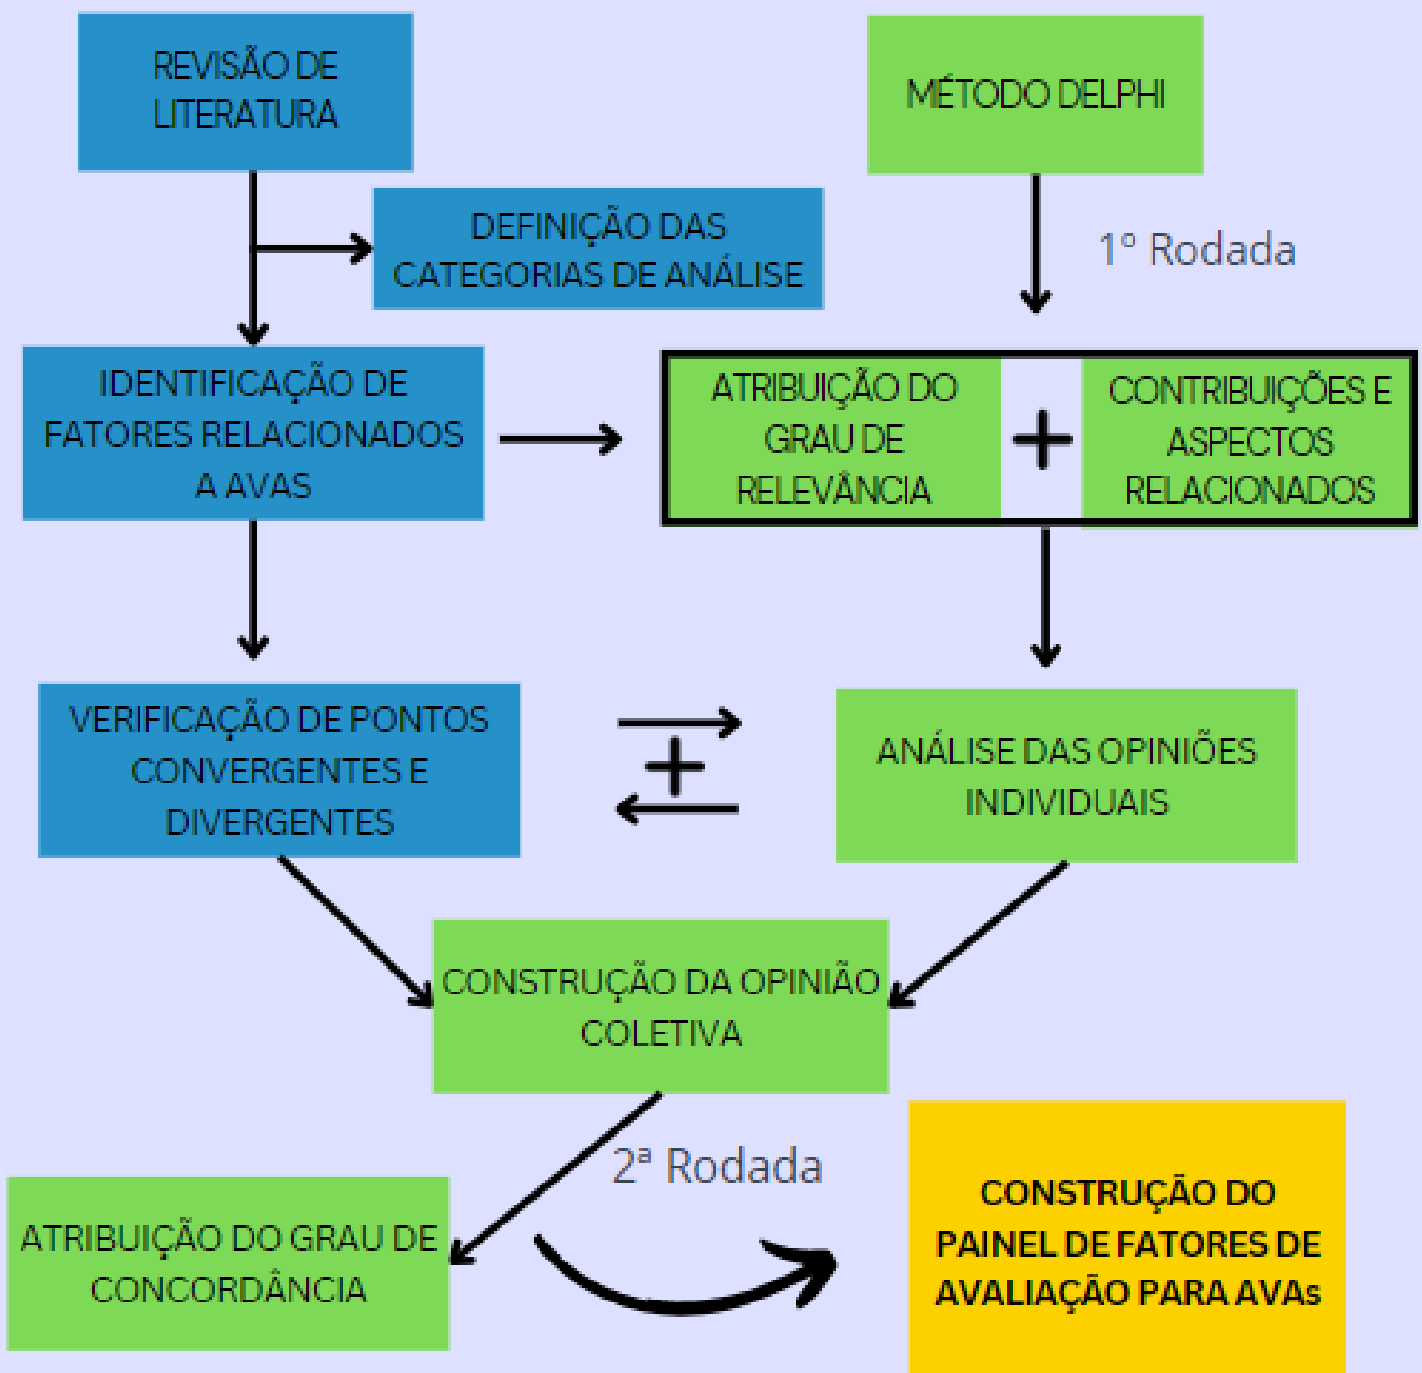 REVISÃO DE
LITERATURA
MÉTODO DELPHI
DEFINIÇÃO DAS
CATEGORIAS DE ANÁLISE
1º Rodada
IDENTIFICAÇÃO DE
FATORES RELACIONADOS
A AVAS
ATRIBUIÇÃO DO
GRAU DE
RELEVÂNCIA
+
CONTRIBUIÇÕES E
ASPECTOS
RELACIONADOS
VERIFICAÇÃO DE PONTOS
CONVERGENTES E
DIVERGENTES
+
ANÁLISE DAS OPINIÕES
INDIVIDUAIS
CONSTRUÇÃO DA OPINIÃO
COLETIVA
2ª Rodada
ATRIBUIÇÃO DO GRAU DE
CONCORDÂNCIA
CONSTRUÇÃO DO
PAINEL DE FATORES DE
AVALIAÇÃO PARA AVAs